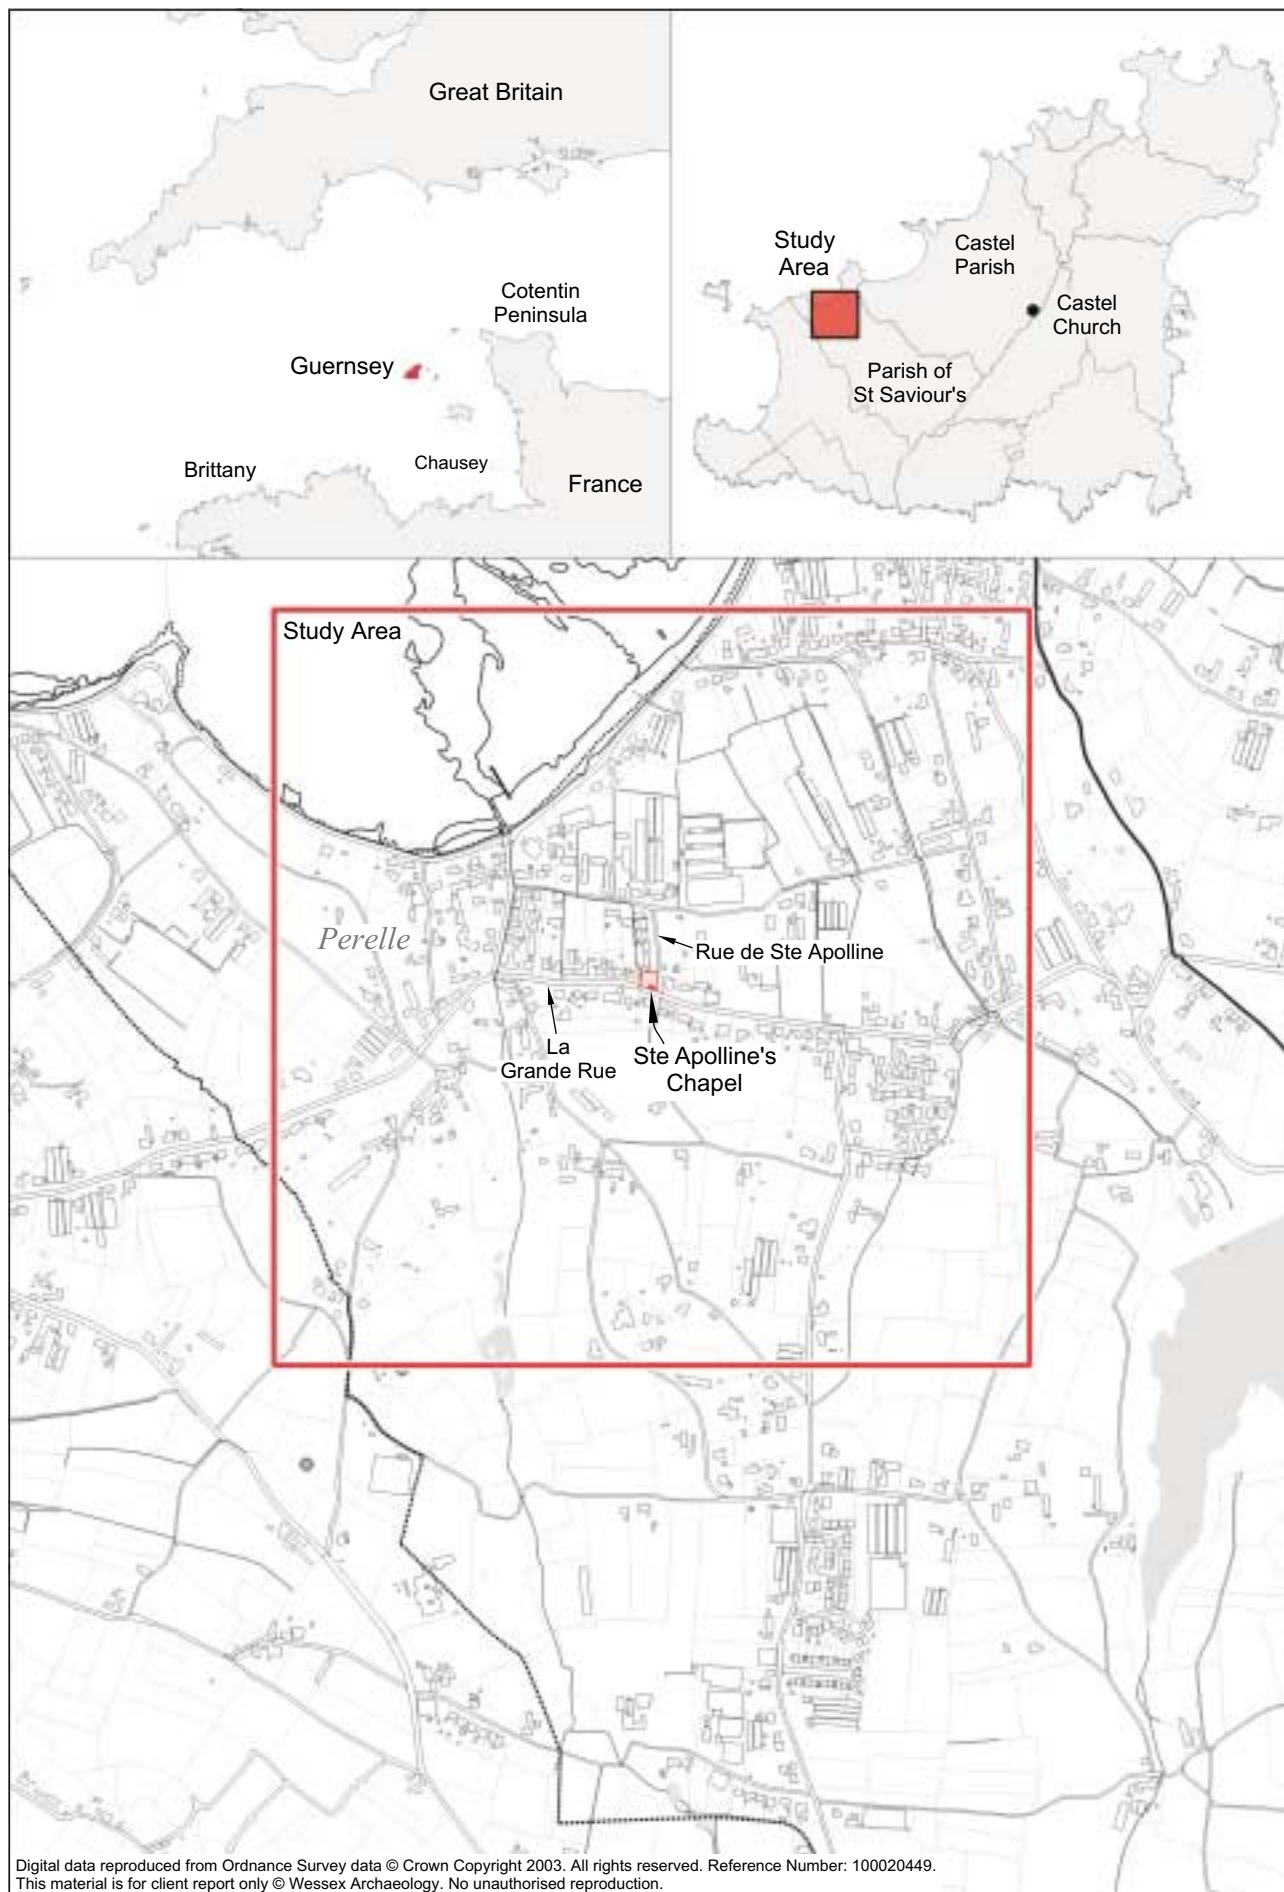 Great Britain
Cotentin
Peninsula
Guernsey
Brittany
Chausey
France
Study
Area
Castel
Parish
Castel
Church
Parish of
St Saviour's
Study Area
Perelle
Rue de Ste Apolline
La
Grande Rue
Ste Apolline's
Chapel
Digital data reproduced from Ordnance Survey data © Crown Copyright 2003. All rights reserved. Reference Number: 100020449.
This material is for client report only © Wessex Archaeology. No unauthorised reproduction.